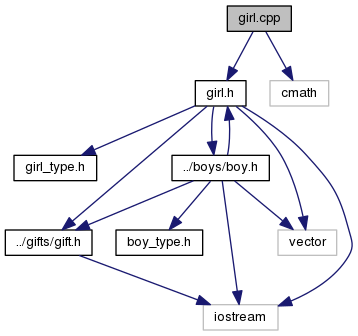 girl.cpp
girl.h
cmath
girl_type.h
../boys/boy.h
../gifts/gift.h
boy_type.h
vector
iostream